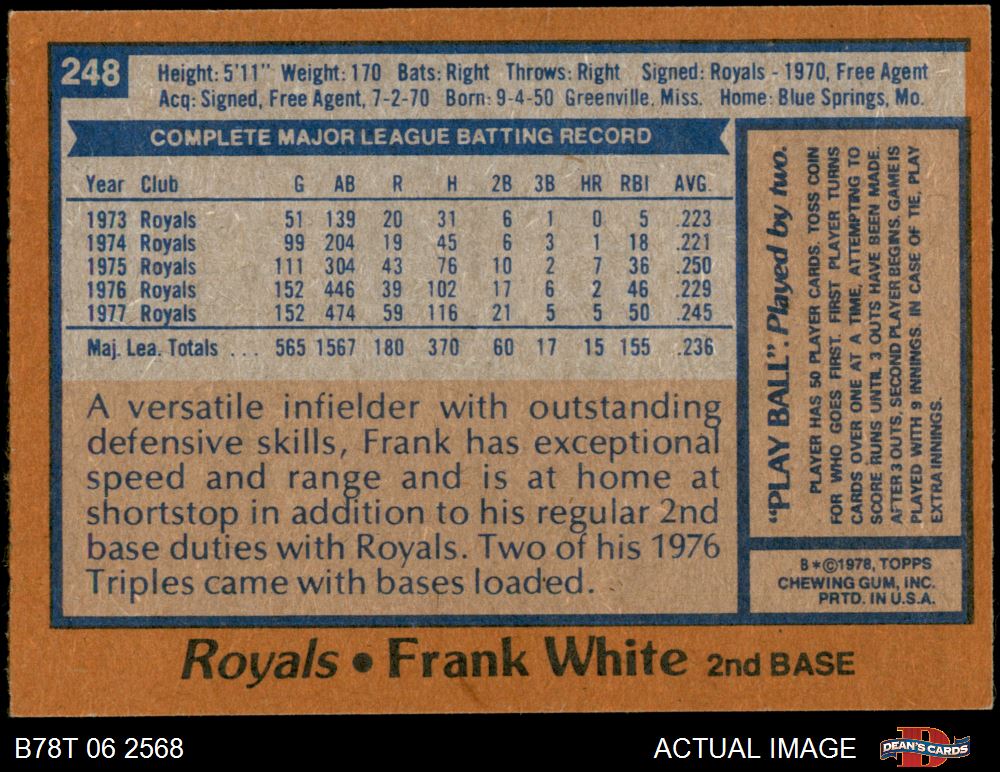 248
Height: 5'11" Weight: 170 Bats: Right Throws: Right Signed: Royals - 1970, Free Agent
Acq: Signed, Free Agent, 7-2-70 Born: 9-4-50 Greenville, Miss. Home: Blue Springs, Mo.
COMPLETE MAJOR LEAGUE BATTING RECORD
Year Club G AB R H 2B 3B HR RBI AVG.
1973 Royals 51 139 20 31 6 1 0 5 .223
1974 Royals 99 204 19 45 6 3 1 18 .221
1975 Royals 111 304 43 76 10 2 7 36 .250
1976 Royals 152 446 39 102 17 6 2 46 .229
1977 Royals 152 474 59 116 21 5 5 50 .245
Maj. Lea. Totals ... 565 1567 180 370 60 17 15 155 .236
A versatile infielder with outstanding
defensive skills, Frank has exceptional
speed and range and is at home at
shortstop in addition to his regular 2nd
base duties with Royals. Two of his 1976
Triples came with bases loaded.
"PLAY BALL". Played by two.
PLAYER HAS 50 PLAYER CARDS. TOSS COIN
FOR WHO GOES FIRST. FIRST PLAYER TURNS
CARDS OVER ONE AT A TIME, ATTEMPTING TO
SCORE RUNS UNTIL 3 OUTS HAVE BEEN MADE.
AFTER 3 OUTS, SECOND PLAYER BEGINS. GAME IS
PLAYED WITH 9 INNINGS. IN CASE OF TIE, PLAY
EXTRA INNINGS.
B*©1978, TOPPS
CHEWING GUM, INC.
PRTD. IN U.S.A.
Royals • Frank White 2nd BASE
B78T 06 2568
ACTUAL IMAGE
D
DEAN'S CARDS